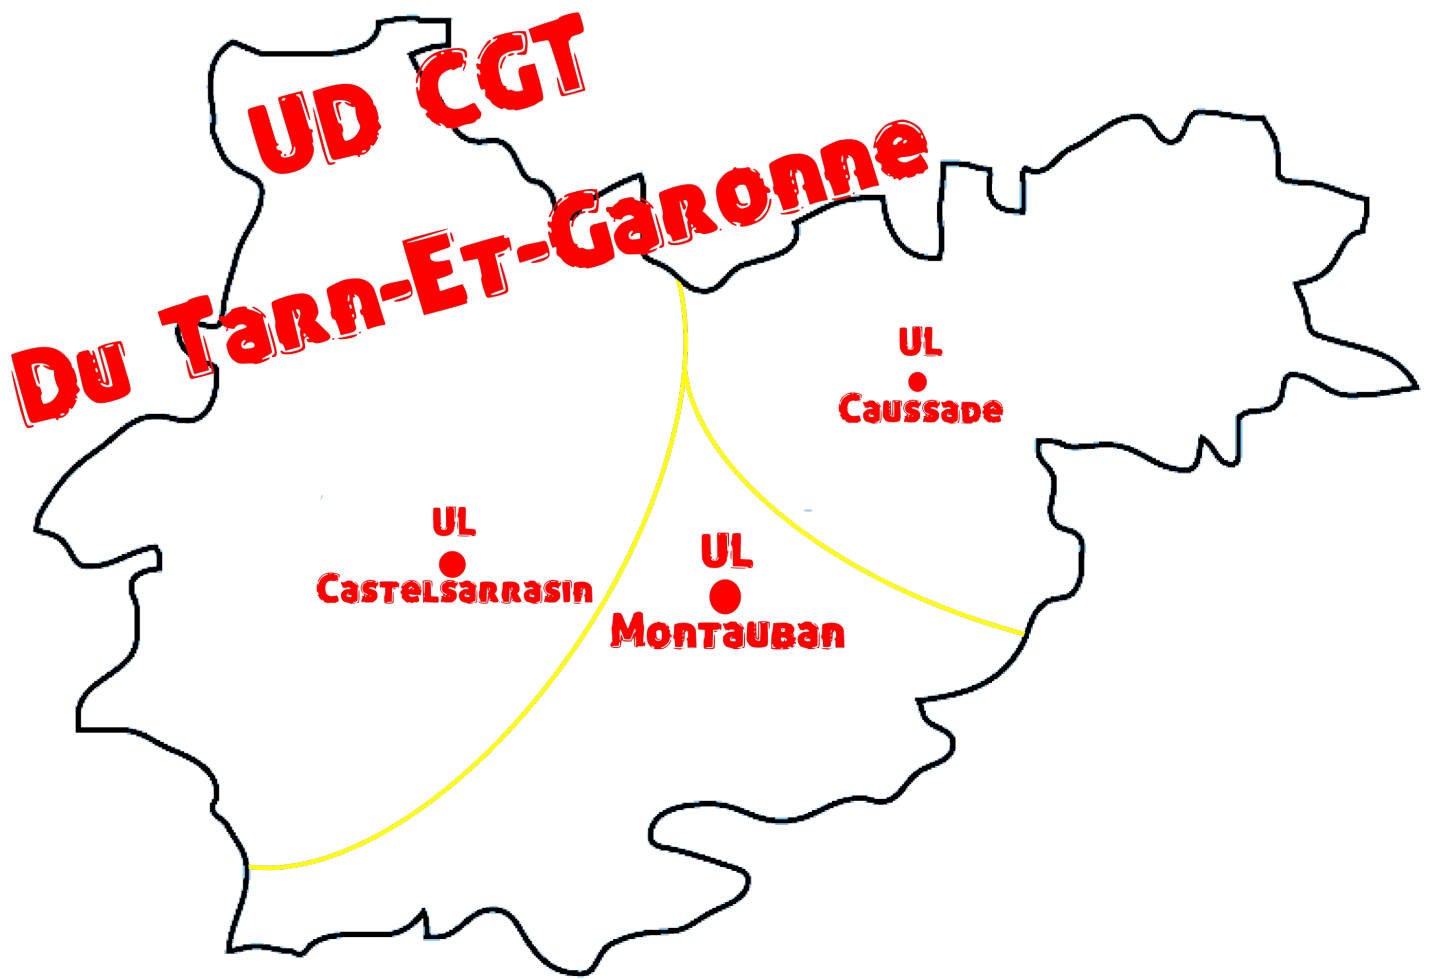 UD CGT
Du Tarn-Et-Garonne
UL
Caussade
UL
Castelsarrasin
UL
Montauban